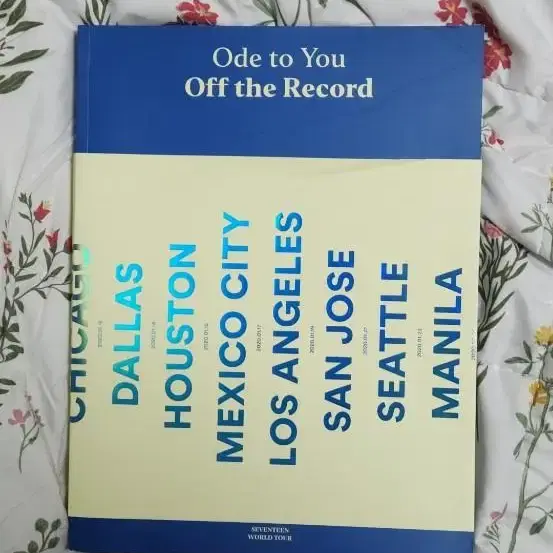 Ode to You
Off the Record
CHICAGO
DALLAS
HOUSTON
MEXICO CITY
LOS ANGELES
SAN JOSE
SEATTLE
MANILA
SEVENTEEN
WORLD TOUR